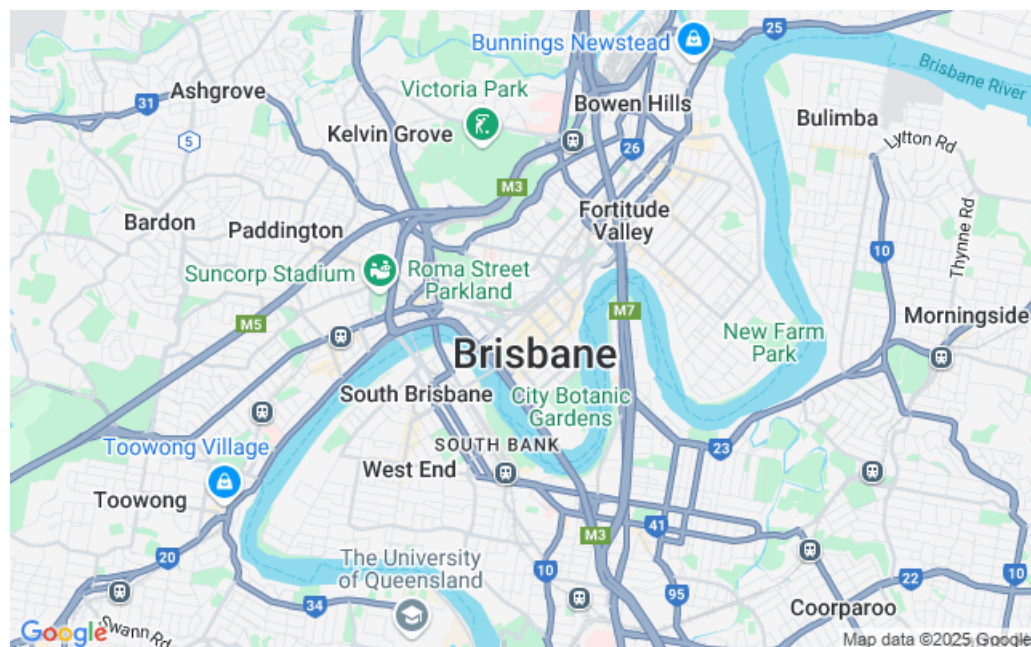 Bunnings Newstead
25
Brisbane River
Ashgrove
Victoria Park
31
Bowen Hills
Bulimba
Kelvin Grove
5
26
Lytton Rd
M3
Bardon
Paddington
Fortitude
Valley
Thynne Rd
10
Suncorp Stadium
Roma Street
Parkland
M5
M7
Morningside
New Farm
Park
Brisbane
South Brisbane
City Botanic
Gardens
Toowong Village
SOUTH BANK
23
West End
Toowong
41
M3
20
The University
of Queensland
10
22
10
95
34
Coorparoo
Swann Rd
Google
Map data ©2025 Google